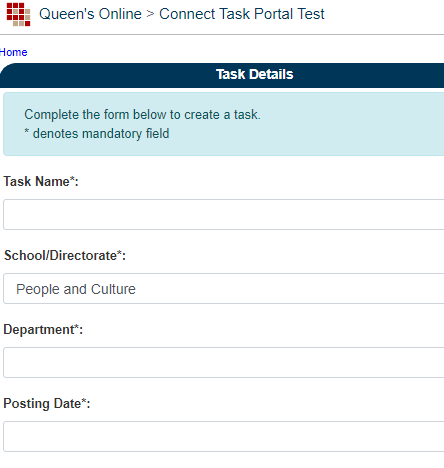 Queen's Online > Connect Task Portal Test
Home
Task Details
Complete the form below to create a task.
* denotes mandatory field
Task Name*:
School/Directorate*:
People and Culture
Department*:
Posting Date*: